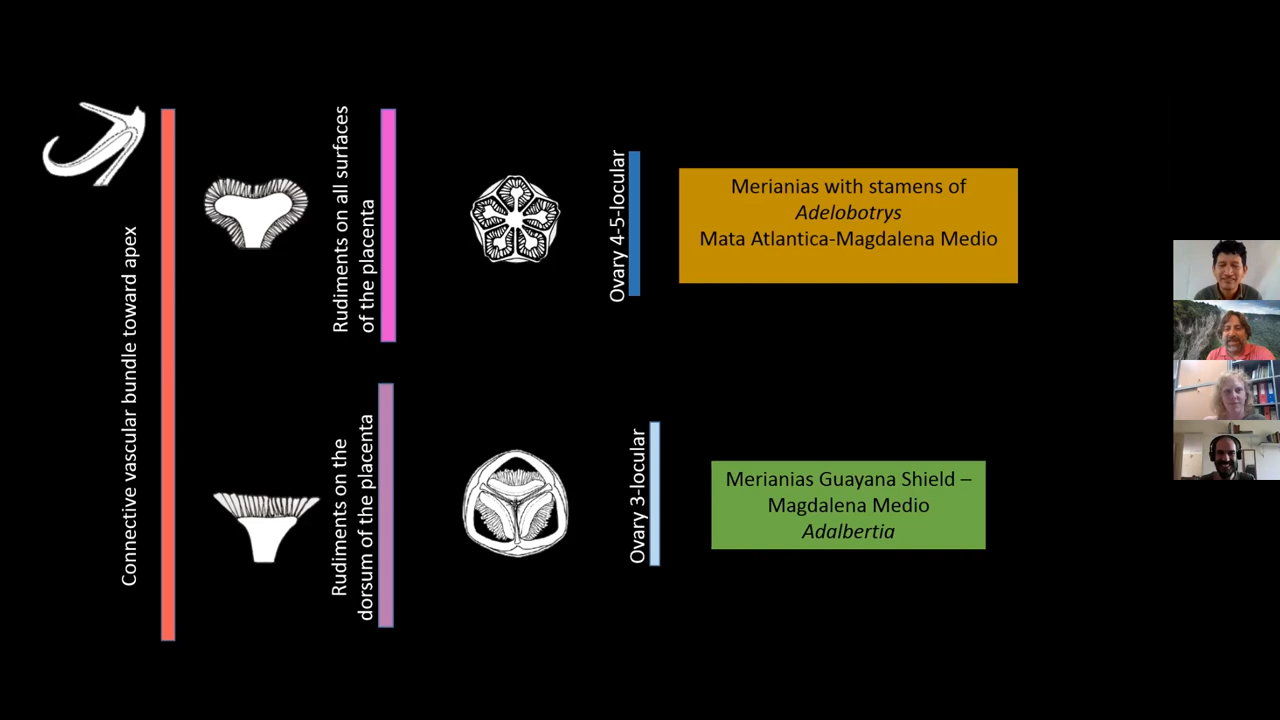 Connective vascular bundle toward apex
Rudiments on all surfaces
of the placenta
Ovary 4-5-locular
Merianias with stamens of
Adelobotrys
Mata Atlantica-Magdalena Medio
Rudiments on the
dorsum of the placenta
Ovary 3-locular
Merianias Guayana Shield –
Magdalena Medio
Adalbertia